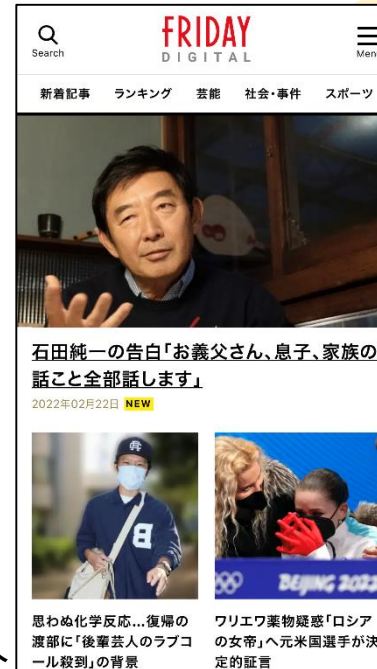 FRIDAY
DIGITAL
Search
Menu
新着記事 ランキング 芸能 社会・事件 スポーツ
石田純一の告白「お義父さん、息子、家族の
話こと全部話します」
2022年02月22日 NEW
B
BEIJING 2022
思わぬ化学反応…復帰の
渡部に「後輩芸人のラブコ
ール殺到」の背景
ワリエワ薬物疑惑「ロシア
の女帝」へ元米国選手が決
定的証言